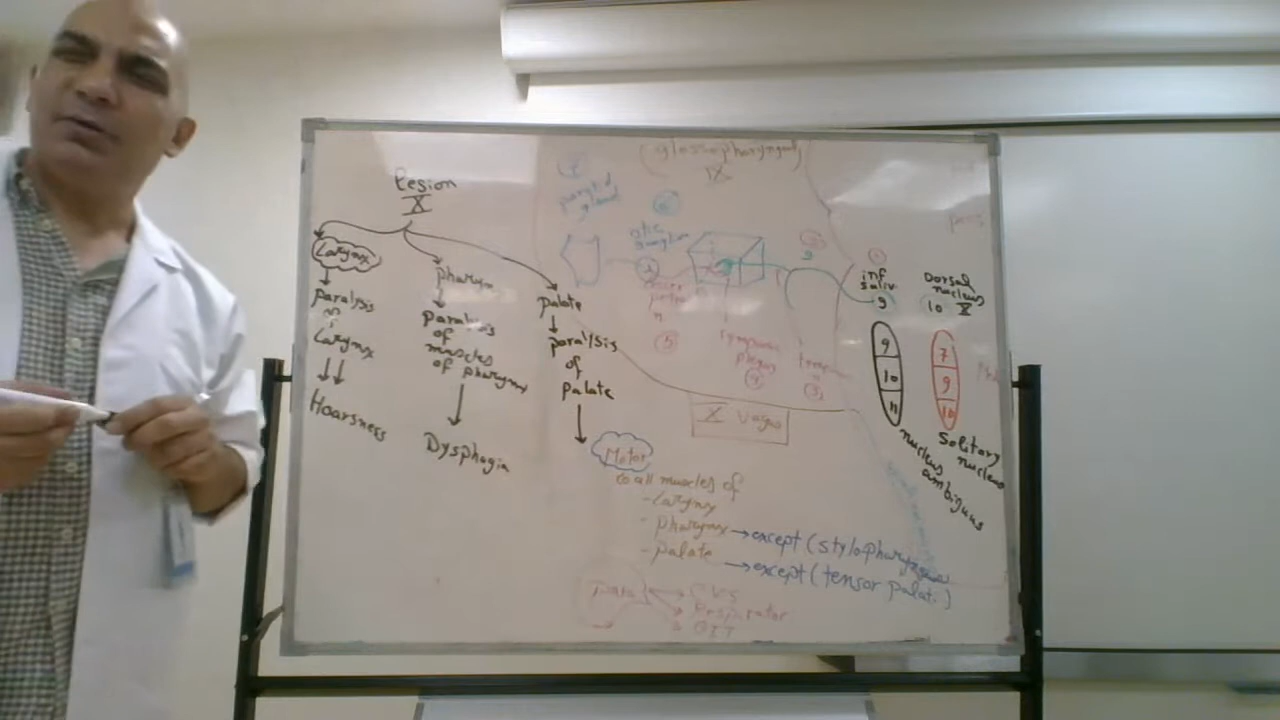 Lesion
X
Larynx
paralysis
of
Larynx
Hoarsness
pharynx
Paralysis
of
muscles
of pharynx
Dysphagia
palate
paralysis
of
palate
(glossopharyngeal)
IX
parotid
gland
otic
ganglion
5
inf
saliv.
9
Dorsal
nucleus
10 X
9
10
11
nucleus
ambiguus
7
9
10
Solitary
nucleus
tympanic
plexus
X Vagus
Motor
to all muscles of
- Larynx
- pharynx → except (stylopharyngeus
- palate → except (tensor palati)
para
CVS
Respirator
GIT